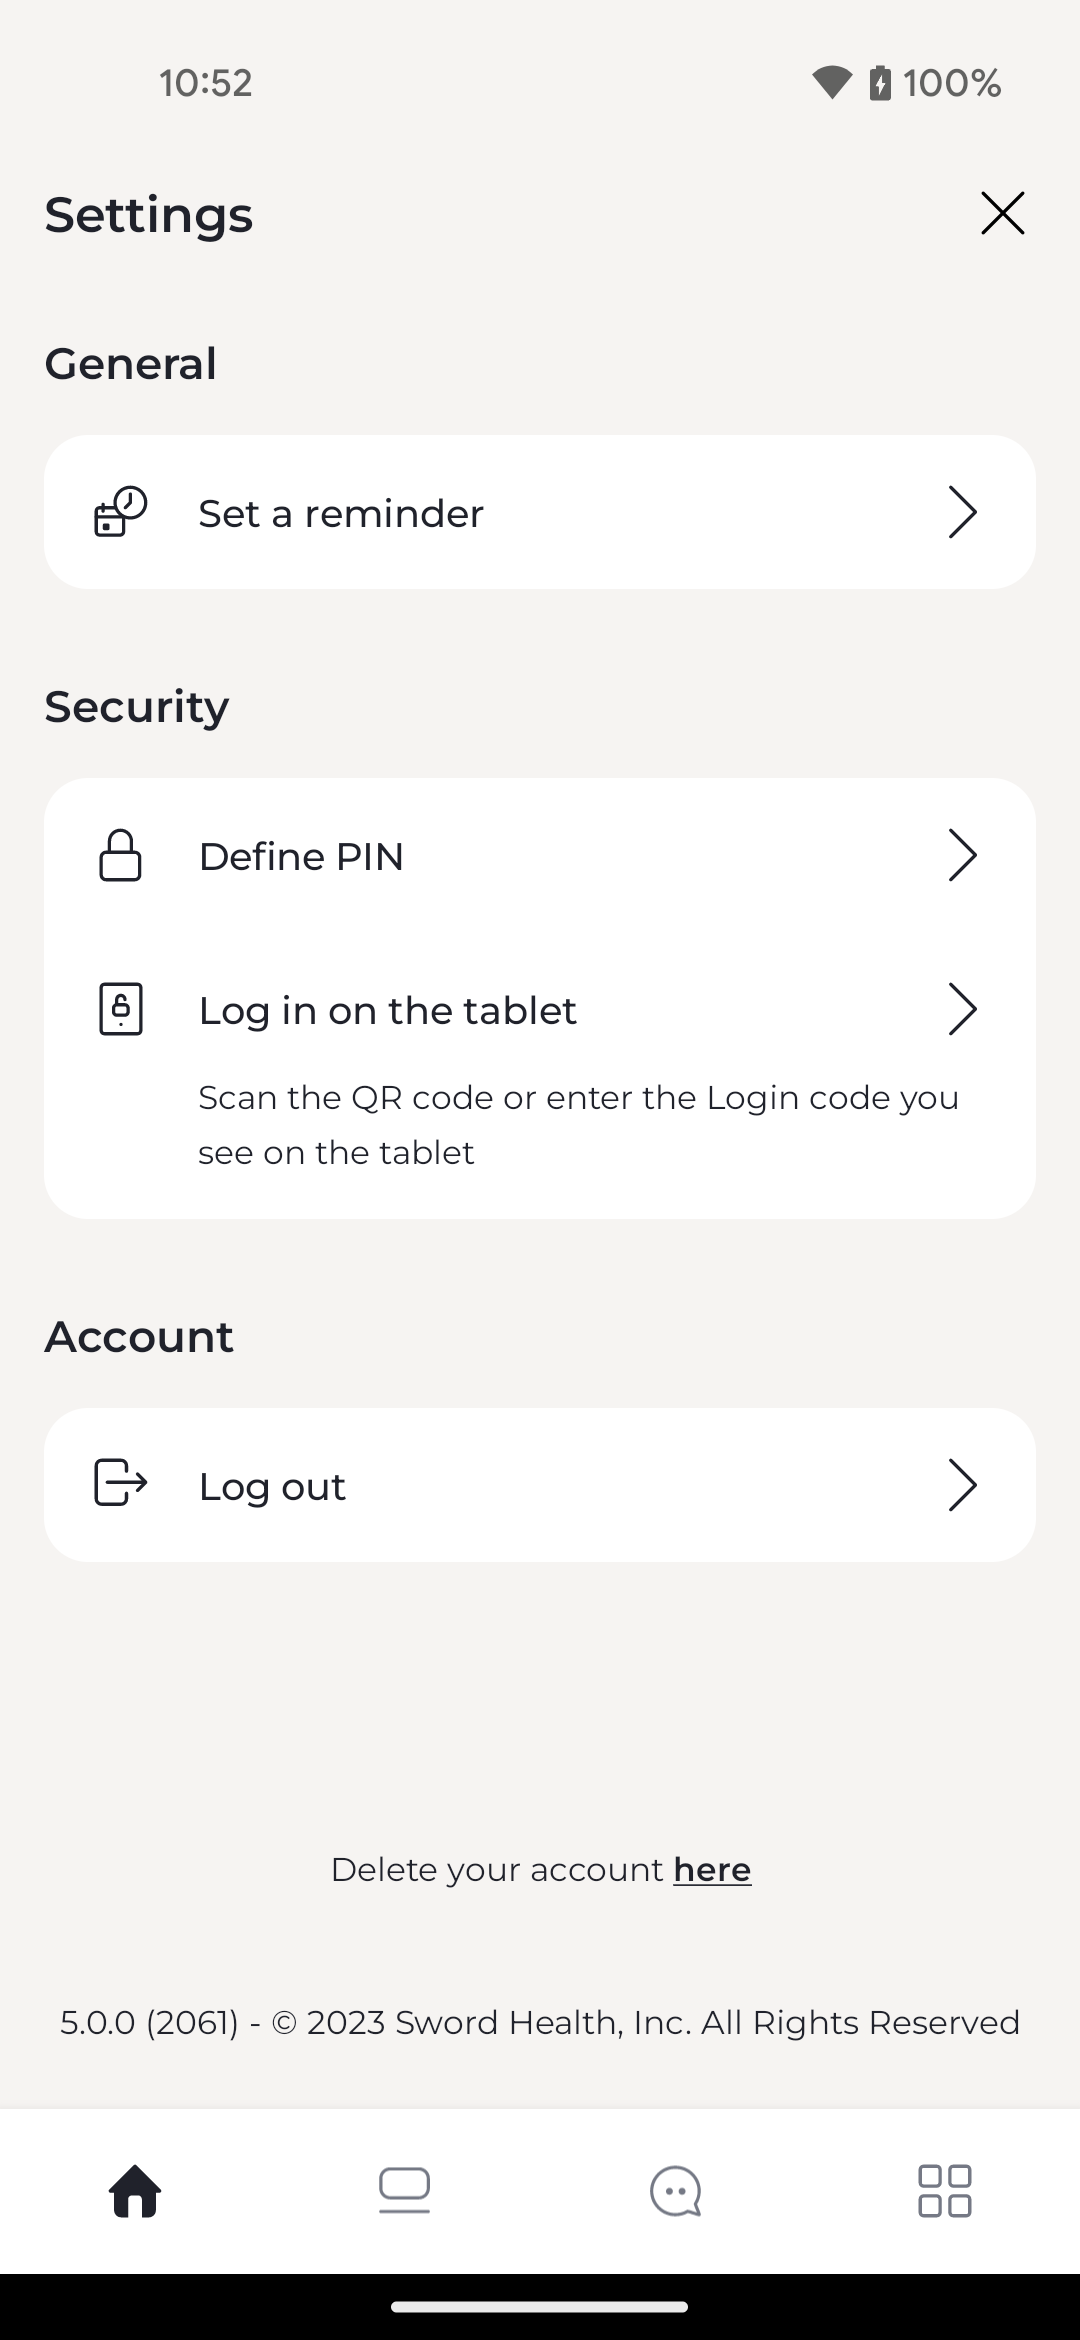 10:52
100%
Settings
General
Set a reminder
Security
Define PIN
Log in on the tablet
Scan the QR code or enter the Login code you
see on the tablet
Account
Log out
Delete your account here
5.0.0 (2061) - © 2023 Sword Health, Inc. All Rights Reserved